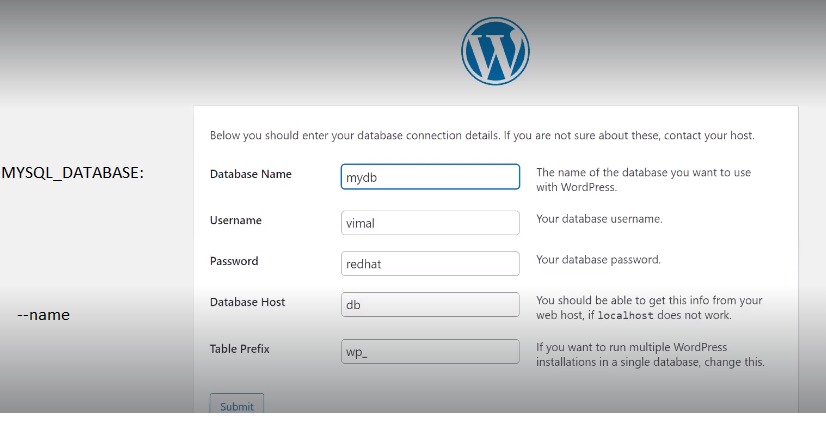 Below you should enter your database connection details. If you are not sure about these, contact your host.
MYSQL_DATABASE:
Database Name
mydb
The name of the database you want to use
with WordPress.
Username
vimal
Your database username.
Password
redhat
Your database password.
--name
Database Host
db
You should be able to get this info from your
web host, if localhost does not work.
Table Prefix
wp_
If you want to run multiple WordPress
installations in a single database, change this.
Submit